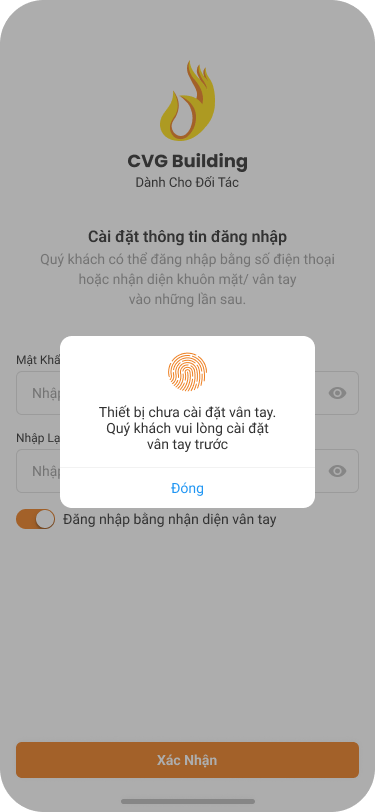 CVG Building
Dành Cho Đối Tác
Cài đặt thông tin đăng nhập
Quý khách có thể đăng nhập bằng số điện thoại
hoặc nhận diện khuôn mặt/ vân tay
vào những lần sau.
Mật
Thiết bị chưa cài đặt vân tay.
Quý khách vui lòng cài đặt
vân tay trước
Nhập
Đóng
Đăng nhập bằng nhận diện vân tay
Xác Nhận